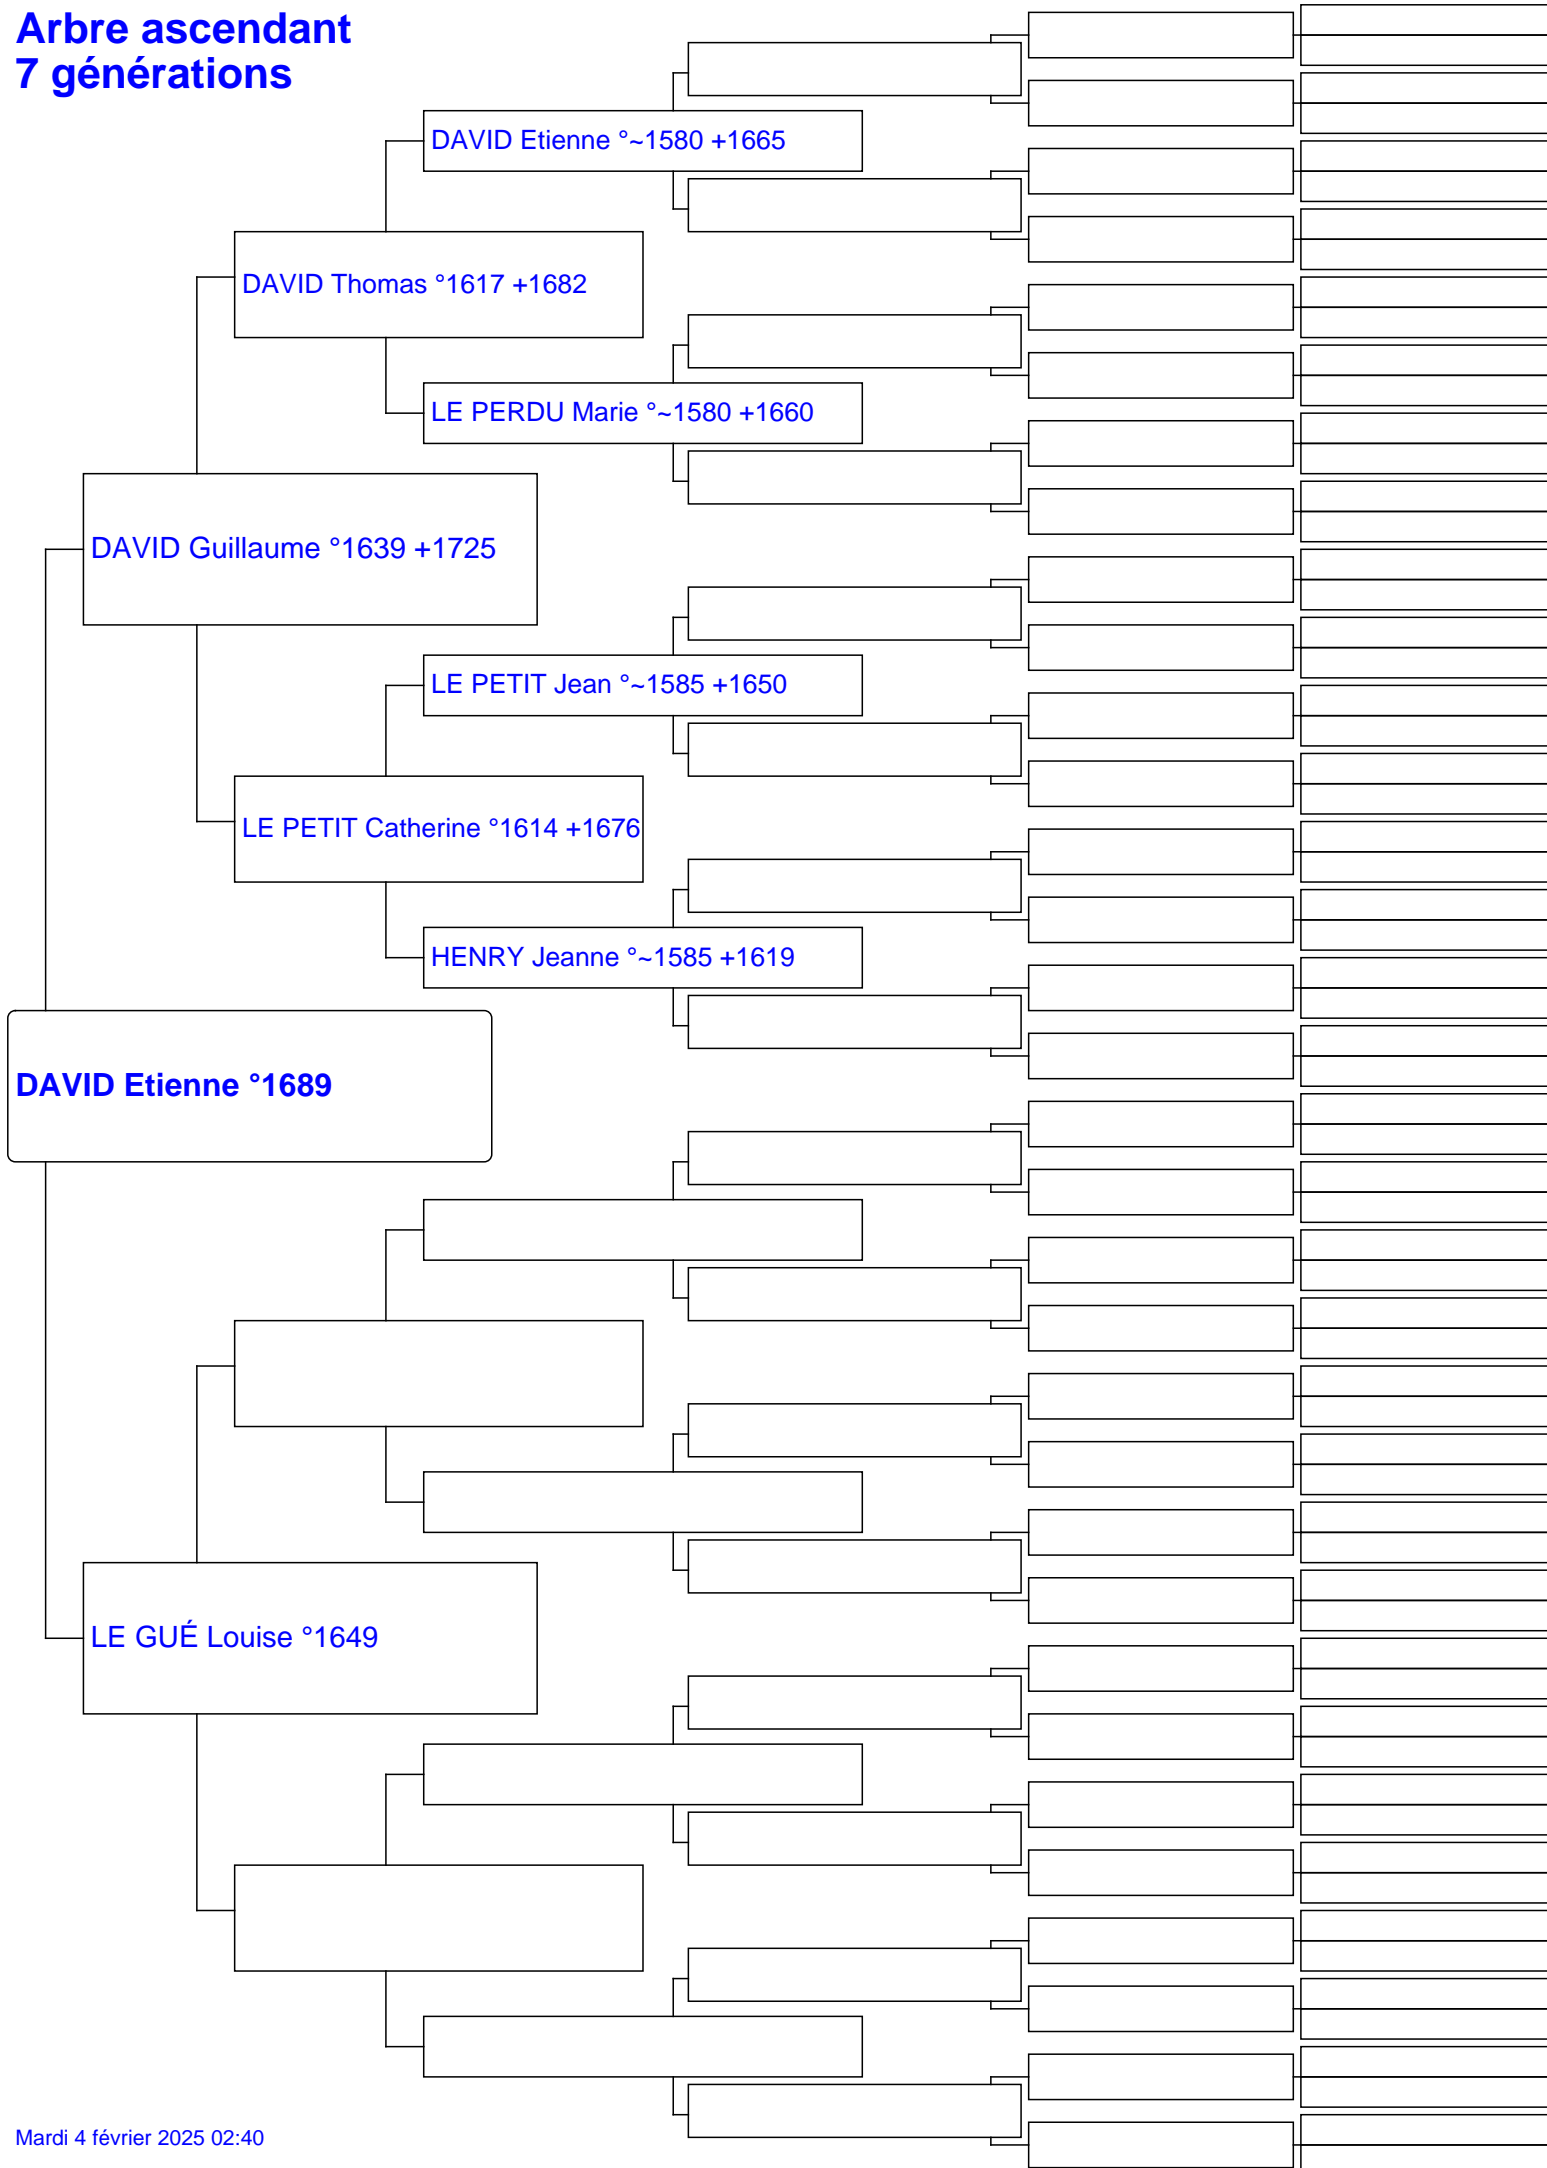 Arbre ascendant
7 générations
DAVID Etienne °~1580 +1665
DAVID Thomas °1617 +1682
LE PERDU Marie °~1580 +1660
DAVID Guillaume °1639 +1725
LE PETIT Jean °~1585 +1650
LE PETIT Catherine °1614 +1676
HENRY Jeanne °~1585 +1619
DAVID Etienne °1689
LE GUÉ Louise °1649
Mardi 4 février 2025 02:40